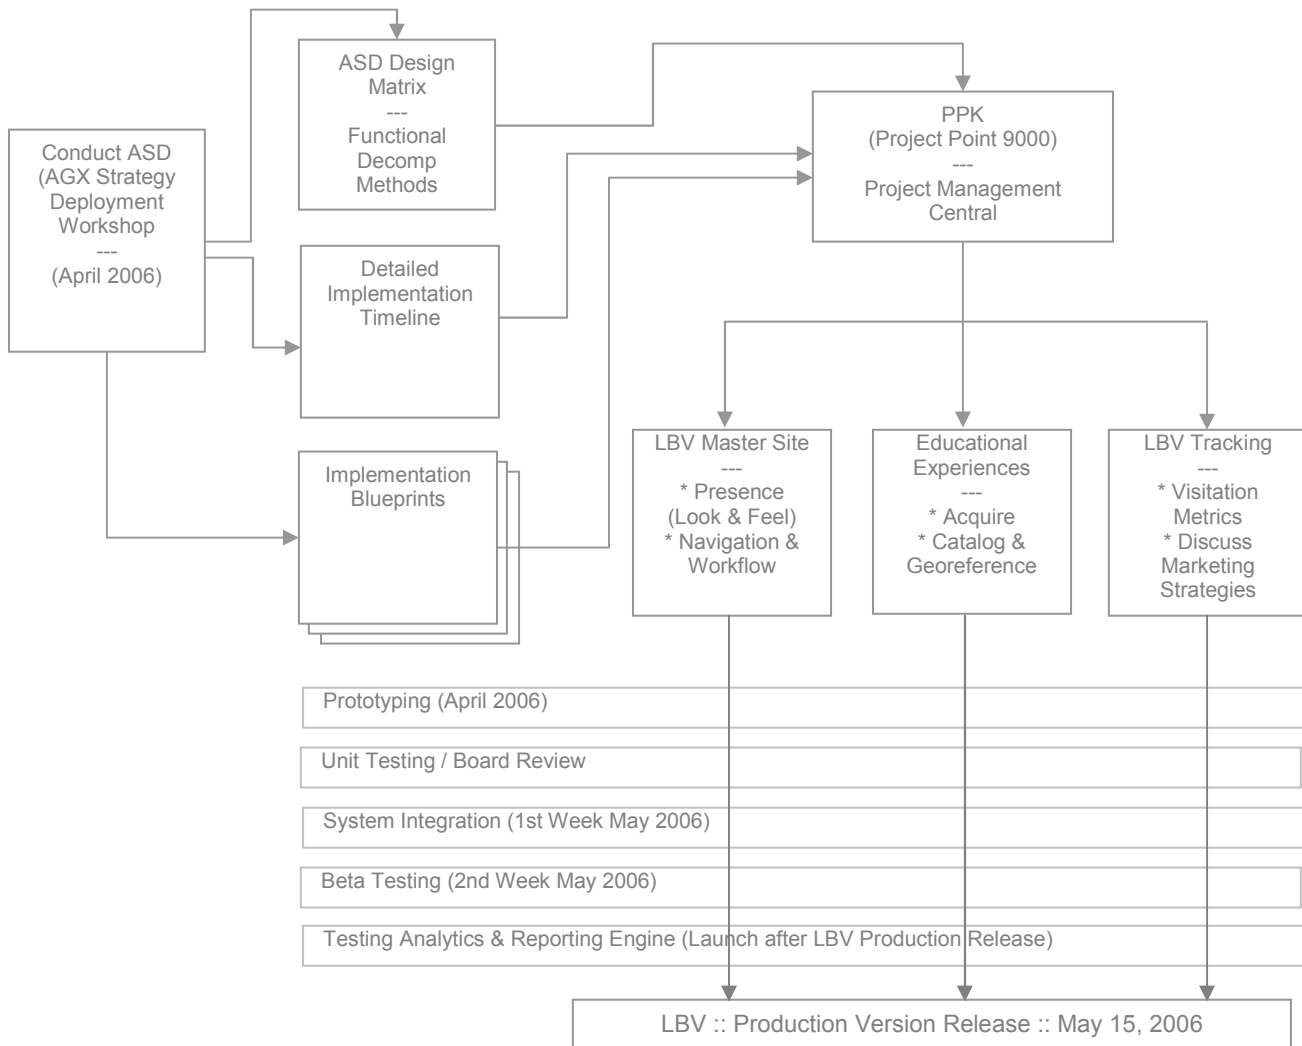 ASD Design
Matrix
---
Functional
Decomp
Methods
PPK
(Project Point 9000)
---
Project Management
Central
Conduct ASD
(AGX Strategy
Deployment
Workshop
---
(April 2006)
Detailed
Implementation
Timeline
Implementation
Blueprints
LBV Master Site
---
* Presence
(Look & Feel)
* Navigation &
Workflow
Educational
Experiences
---
* Acquire
* Catalog &
Georeference
LBV Tracking
---
* Visitation
Metrics
* Discuss
Marketing
Strategies
Prototyping (April 2006)
Unit Testing / Board Review
System Integration (1st Week May 2006)
Beta Testing (2nd Week May 2006)
Testing Analytics & Reporting Engine (Launch after LBV Production Release)
LBV :: Production Version Release :: May 15, 2006